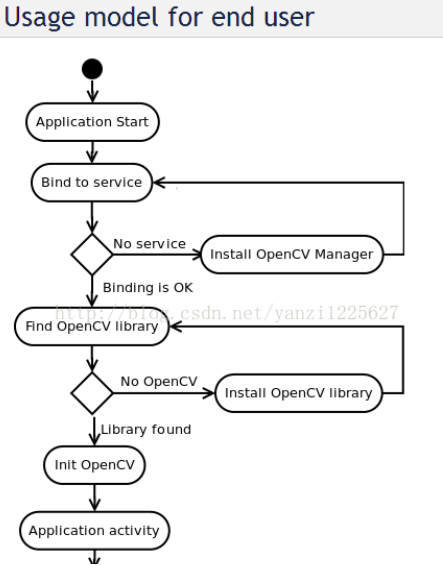 Usage model for end user
Application Start
Bind to service
No service
Install OpenCV Manager
Binding is OK
http://blog.csdn.net/yanzi1225627
Find OpenCV library
No OpenCV
Install OpenCV library
Library found
Init OpenCV
Application activity